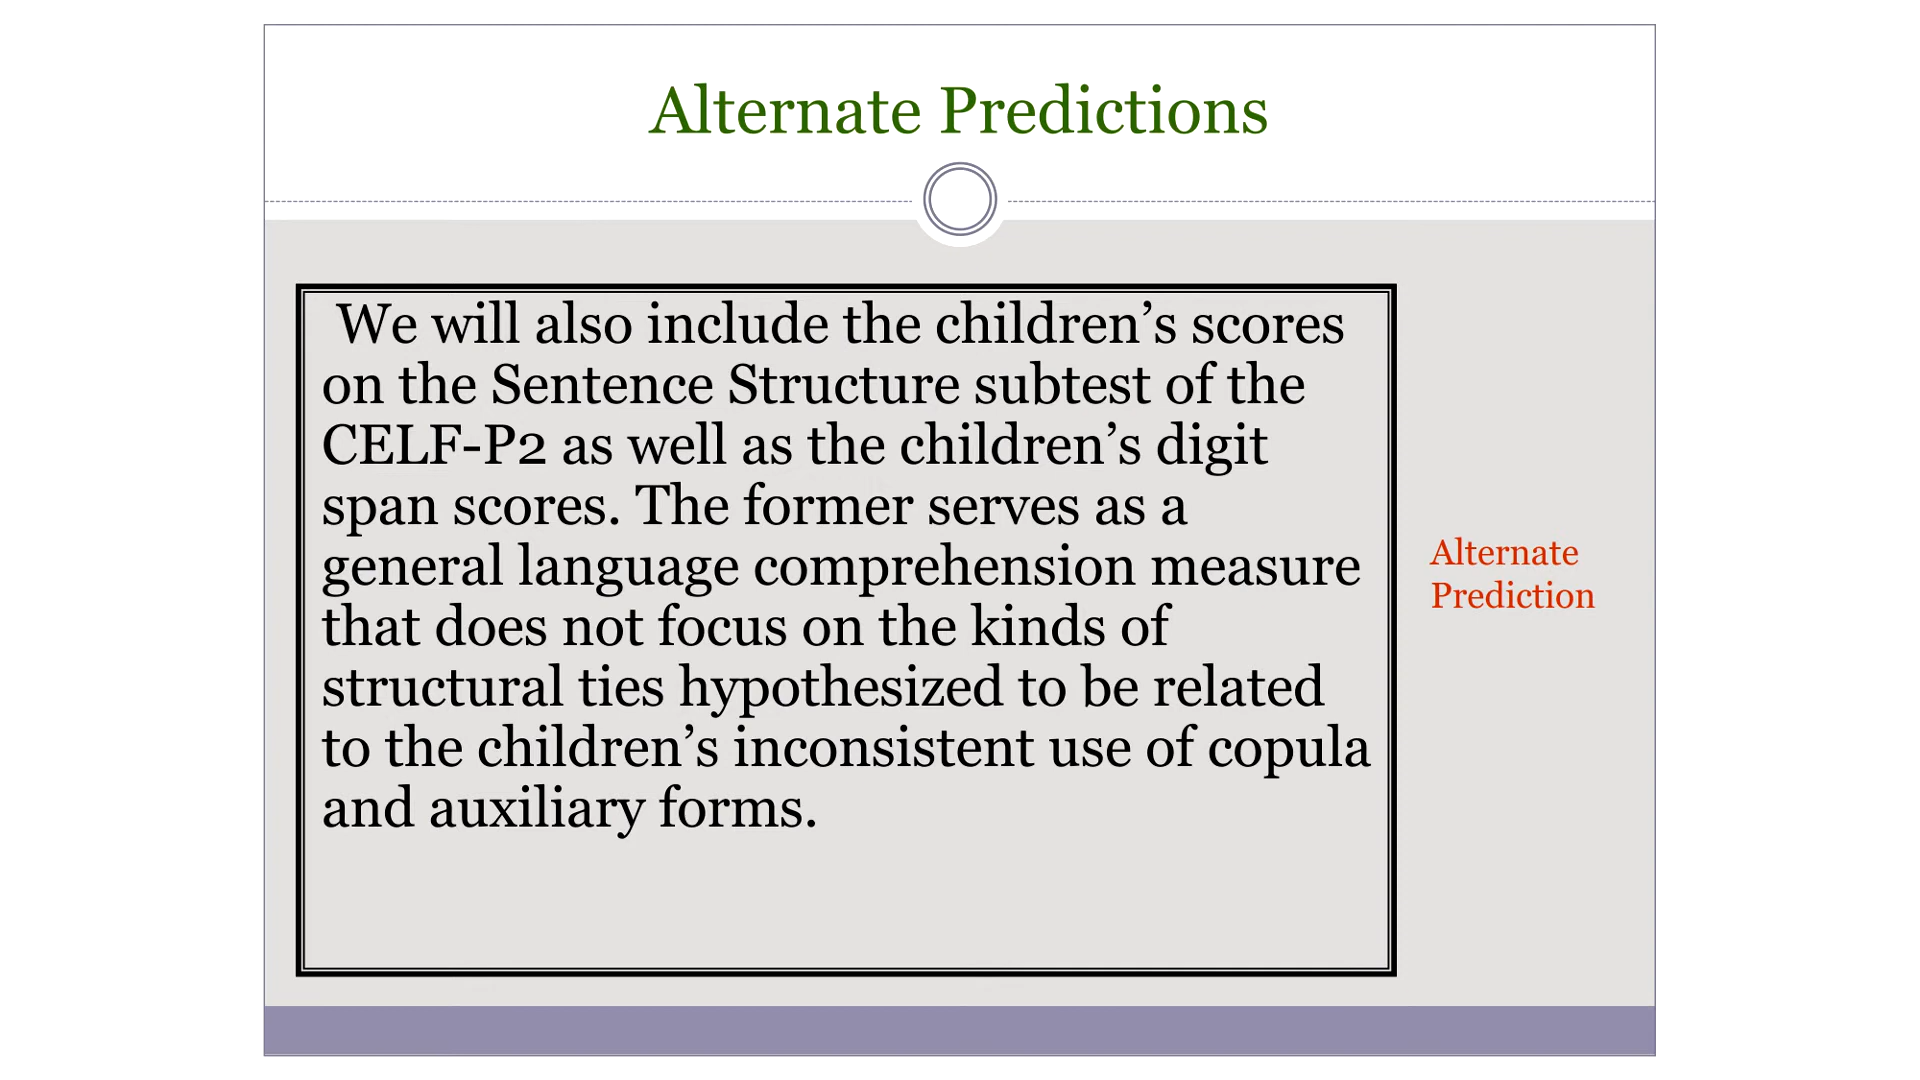 Alternate Predictions
We will also include the children’s scores
on the Sentence Structure subtest of the
CELF-P2 as well as the children’s digit
span scores. The former serves as a
general language comprehension measure
that does not focus on the kinds of
structural ties hypothesized to be related
to the children’s inconsistent use of copula
and auxiliary forms.
Alternate
Prediction